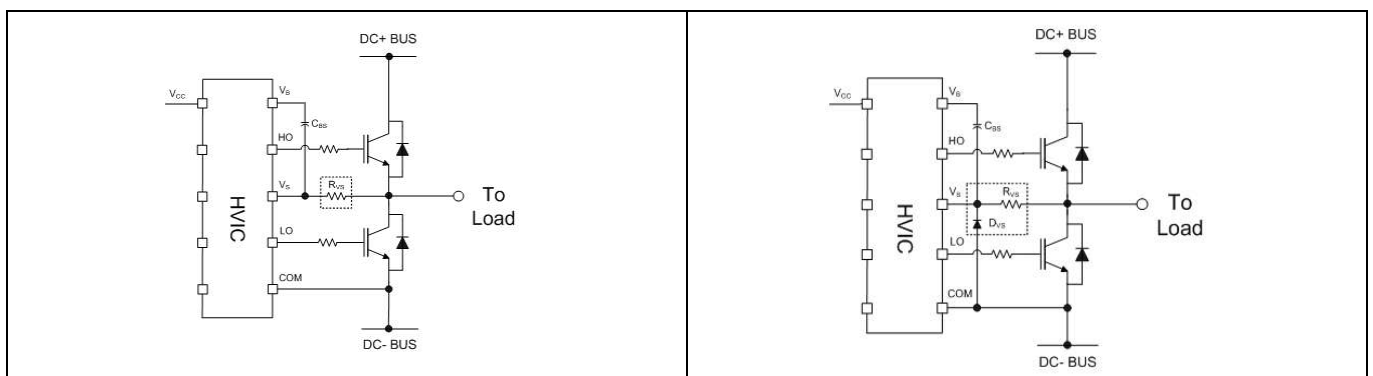 DC+ BUS
VCC
VB
CBS
HO
VS
RVS
HVIC
To
Load
LO
COM
DC- BUS
DC+ BUS
VCC
VB
CBS
HO
VS
RVS
DVS
HVIC
To
Load
LO
COM
DC- BUS